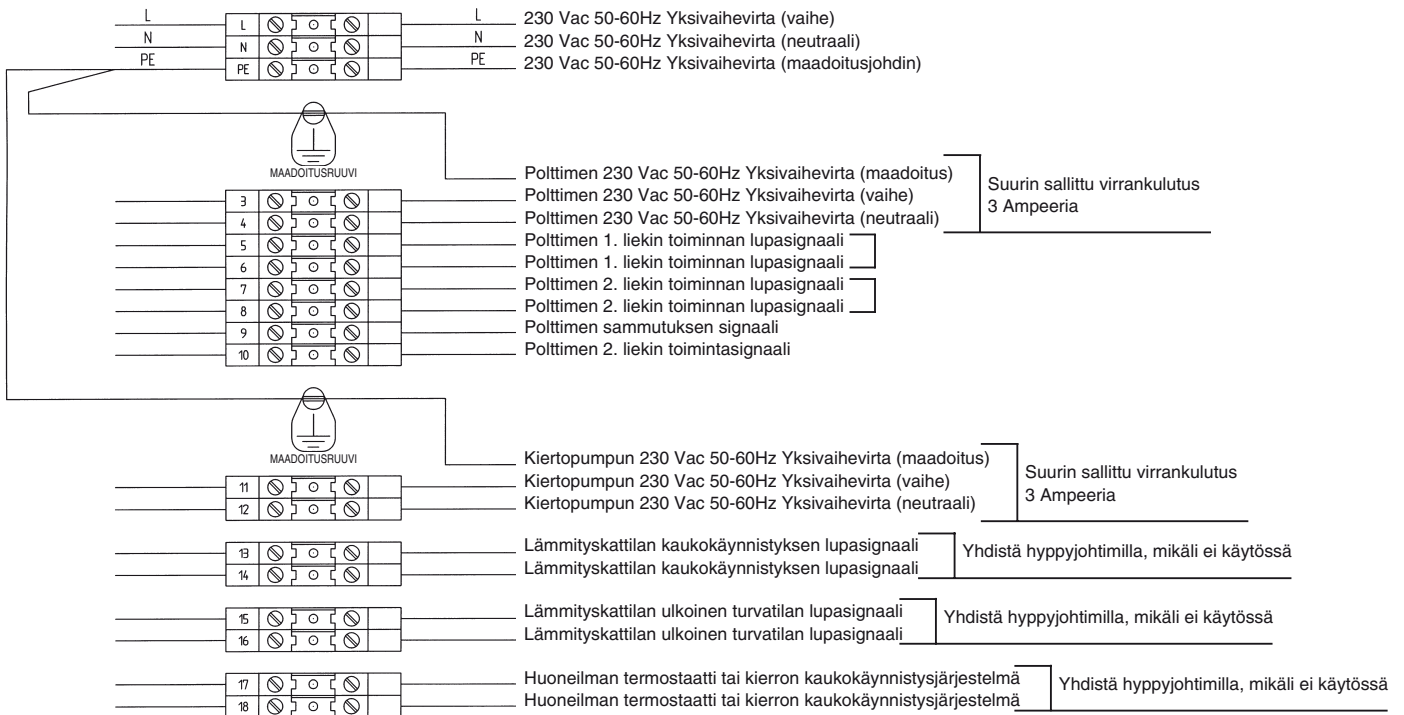 L L L 230 Vac 50-60Hz Yksivaihevirta (vaihe)
N N N 230 Vac 50-60Hz Yksivaihevirta (neutraali)
PE PE PE 230 Vac 50-60Hz Yksivaihevirta (maadoitusjohdin)
MAADOITUSRUUVI
Polttimen 230 Vac 50-60Hz Yksivaihevirta (maadoitus)
3 Polttimen 230 Vac 50-60Hz Yksivaihevirta (vaihe)
4 Polttimen 230 Vac 50-60Hz Yksivaihevirta (neutraali)
Suurin sallittu virrankulutus
3 Ampeeria
5 Polttimen 1. liekin toiminnan lupasignaali
6 Polttimen 1. liekin toiminnan lupasignaali
7 Polttimen 2. liekin toiminnan lupasignaali
8 Polttimen 2. liekin toiminnan lupasignaali
9 Polttimen sammutuksen signaali
10 Polttimen 2. liekin toimintasignaali
MAADOITUSRUUVI
Kiertopumpun 230 Vac 50-60Hz Yksivaihevirta (maadoitus)
11 Kiertopumpun 230 Vac 50-60Hz Yksivaihevirta (vaihe)
12 Kiertopumpun 230 Vac 50-60Hz Yksivaihevirta (neutraali)
Suurin sallittu virrankulutus
3 Ampeeria
13 Lämmityskattilan kaukokäynnistyksen lupasignaali
14 Lämmityskattilan kaukokäynnistyksen lupasignaali
Yhdistä hyppyjohtimilla, mikäli ei käytössä
15 Lämmityskattilan ulkoinen turvatilan lupasignaali
16 Lämmityskattilan ulkoinen turvatilan lupasignaali
Yhdistä hyppyjohtimilla, mikäli ei käytössä
17 Huoneilman termostaatti tai kierron kaukokäynnistysjärjestelmä
18 Huoneilman termostaatti tai kierron kaukokäynnistysjärjestelmä
Yhdistä hyppyjohtimilla, mikäli ei käytössä